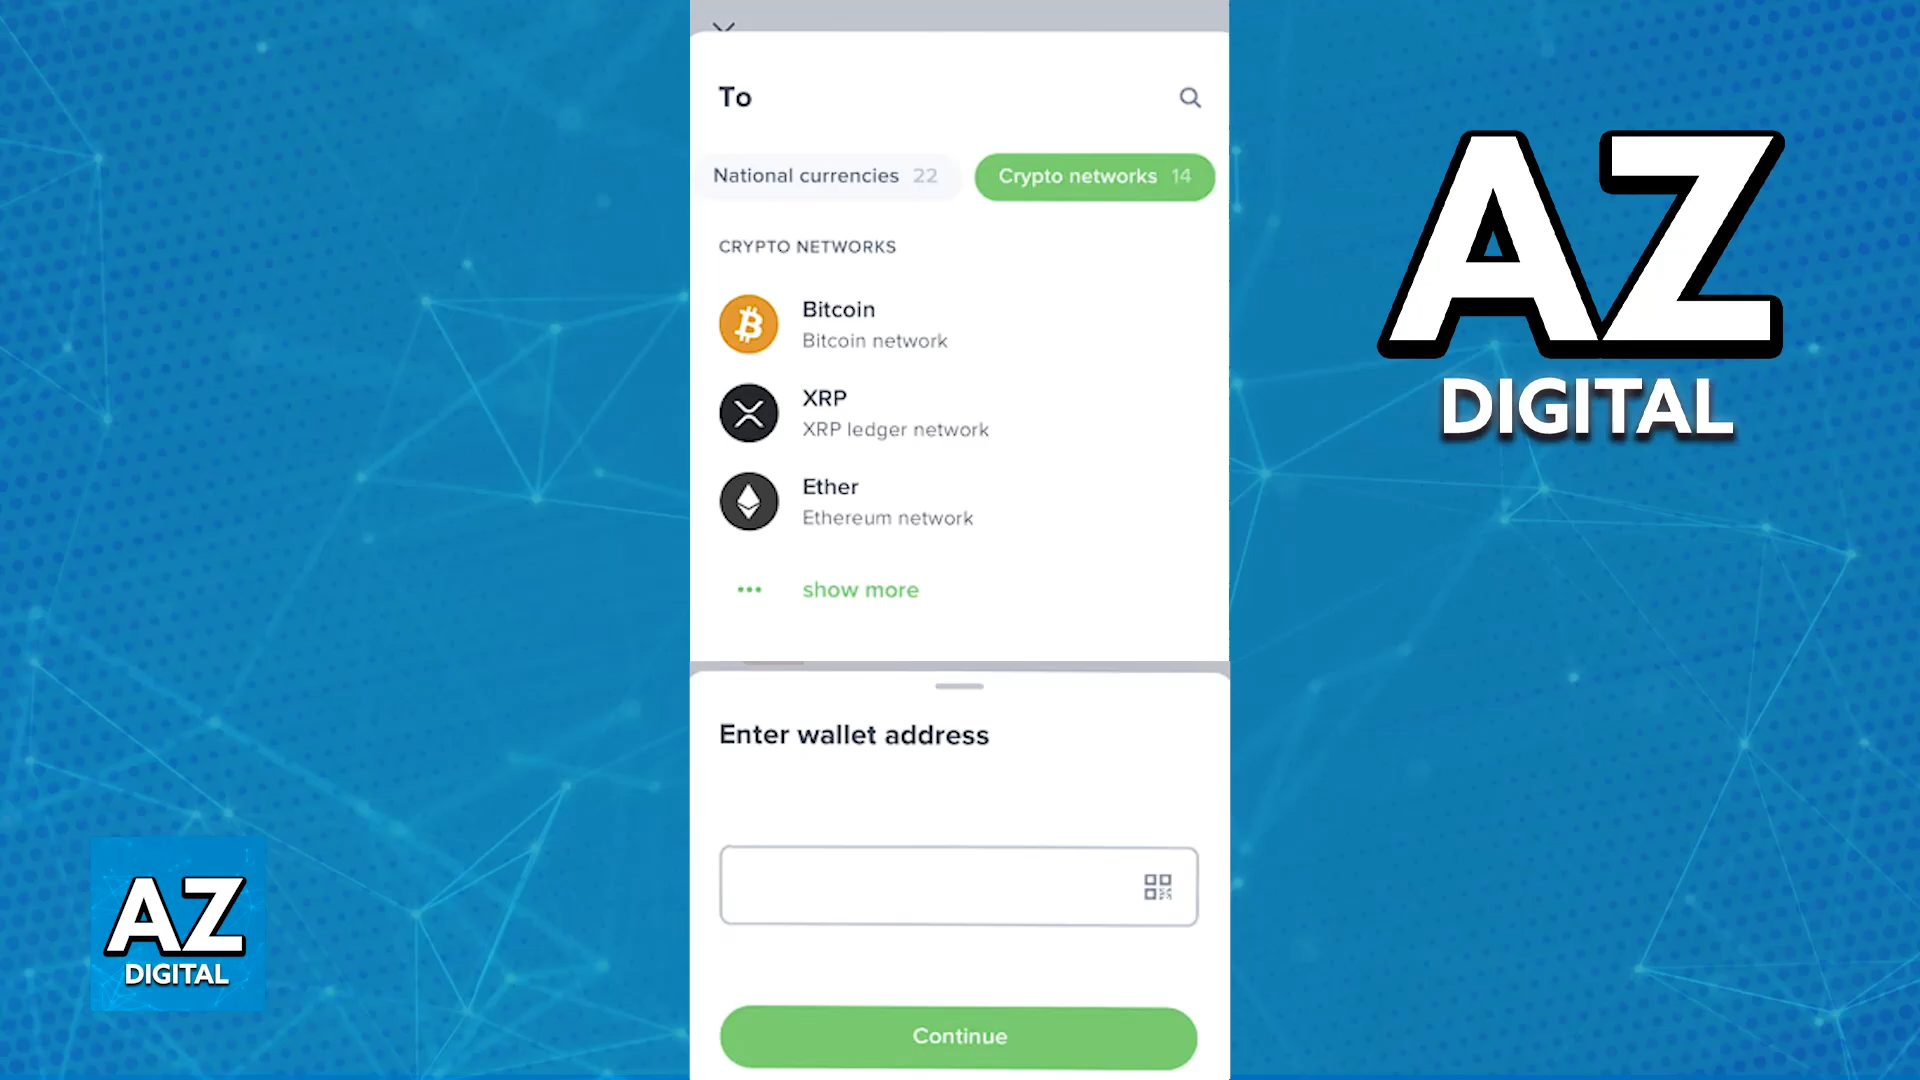 To
National currencies 22
Crypto networks 14
CRYPTO NETWORKS
Bitcoin
Bitcoin network
XRP
XRP ledger network
Ether
Ethereum network
show more
Enter wallet address
Continue
AZ
DIGITAL
AZ
DIGITAL